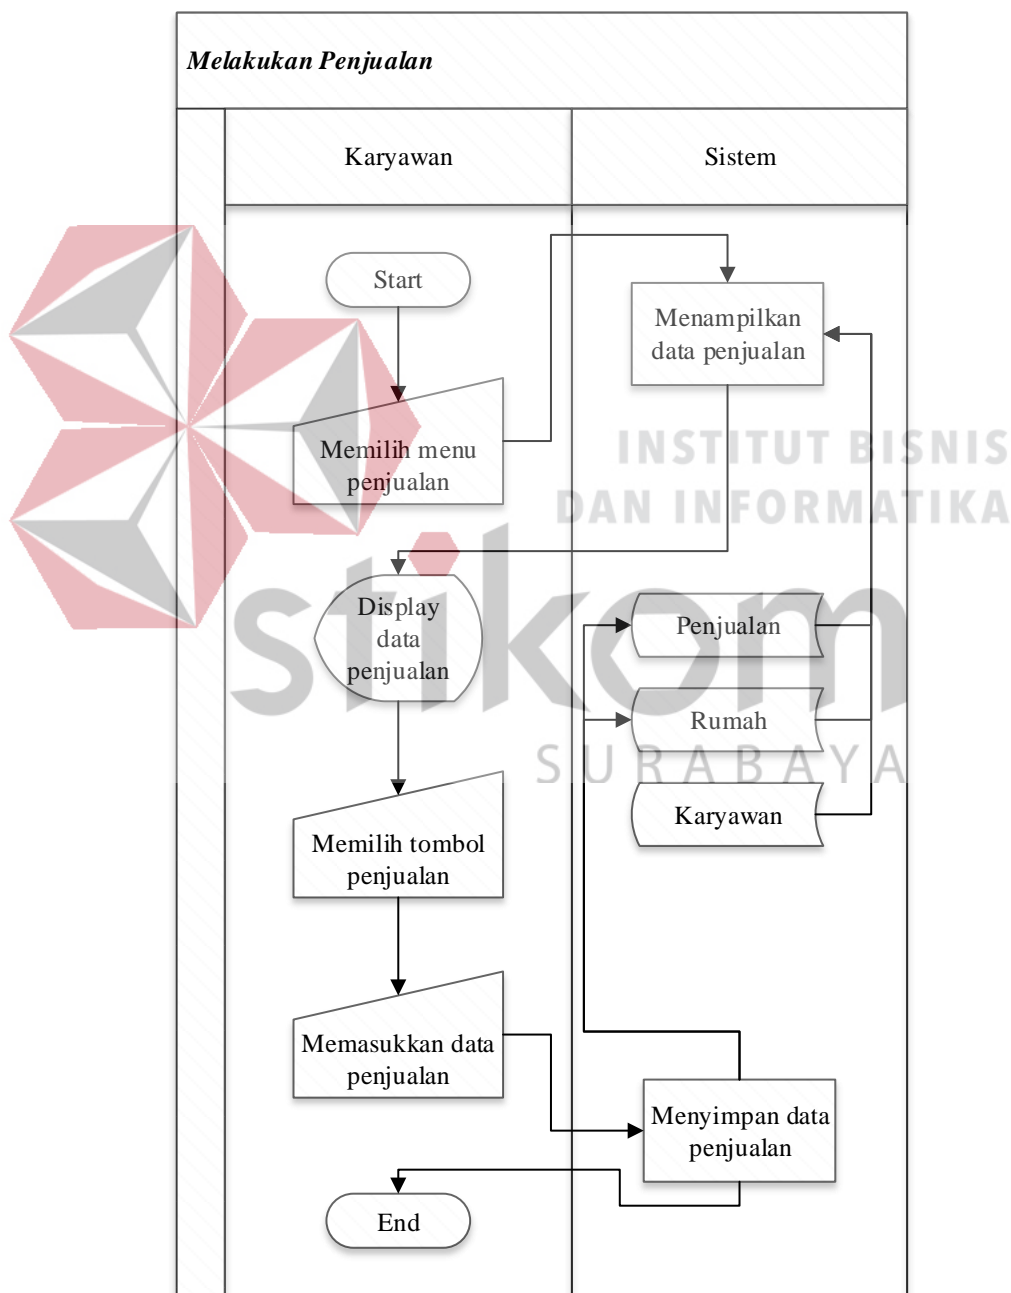 Melakukan Penjualan
Karyawan
Sistem
Start
Menampilkan
data penjualan
Memilih menu
penjualan
INSTITUT BISNIS
DAN INFORMATIKA
stikom
SURABAYA
Display
data
penjualan
Penjualan
Rumah
Karyawan
Memilih tombol
penjualan
Memasukkan data
penjualan
Menyimpan data
penjualan
End